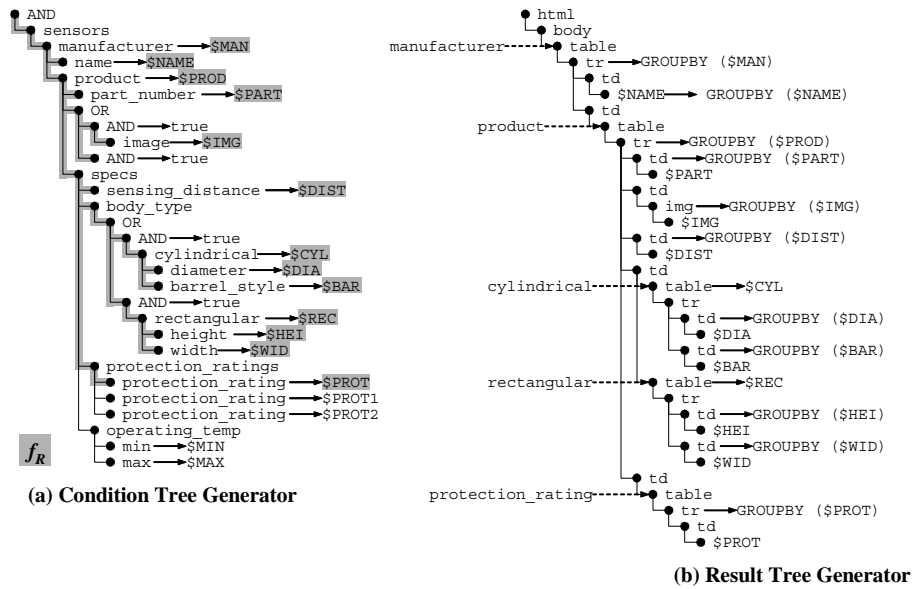 AND
sensors
manufacturer $MAN
name $NAME
product $PROD
part_number $PART
OR
AND true
image $IMG
AND true
specs
sensing_distance $DIST
body_type
OR
AND true
cylindrical $CYL
diameter $DIA
barrel_style $BAR
AND true
rectangular $REC
height $HEI
width $WID
protection_ratings
protection_rating $PROT
protection_rating $PROT1
protection_rating $PROT2
operating_temp
min $MIN
max $MAX
fR
(a) Condition Tree Generator
html
body
manufacturer table
tr GROUPBY ($MAN)
td
$NAME GROUPBY ($NAME)
td
product table
tr GROUPBY ($PROD)
td GROUPBY ($PART)
$PART
td
img GROUPBY ($IMG)
$IMG
td GROUPBY ($DIST)
$DIST
td
cylindrical table $CYL
tr
td GROUPBY ($DIA)
$DIA
td GROUPBY ($BAR)
$BAR
rectangular table $REC
tr
td GROUPBY ($HEI)
$HEI
td GROUPBY ($WID)
$WID
td
protection_rating table
tr GROUPBY ($PROT)
td
$PROT
(b) Result Tree Generator